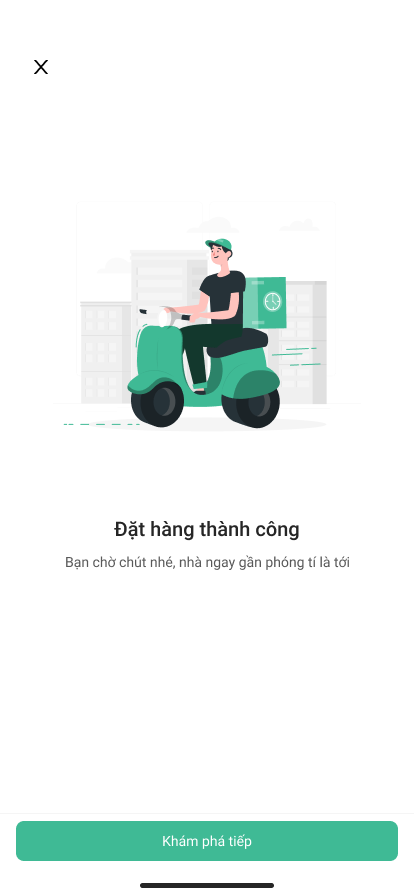 Đặt hàng thành công
Bạn chờ chút nhé, nhà ngay gần phóng tí là tới
Khám phá tiếp